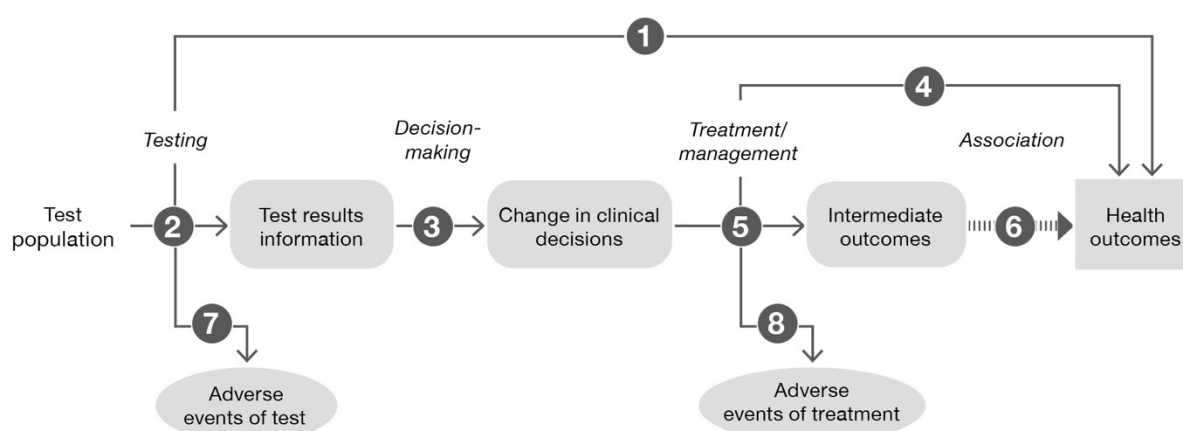 1
4
Testing
Decision-
making
Treatment/
management
Association
Test
population
2
Test results
information
3
Change in clinical
decisions
5
Intermediate
outcomes
6
Health
outcomes
7
8
Adverse
events of test
Adverse
events of treatment